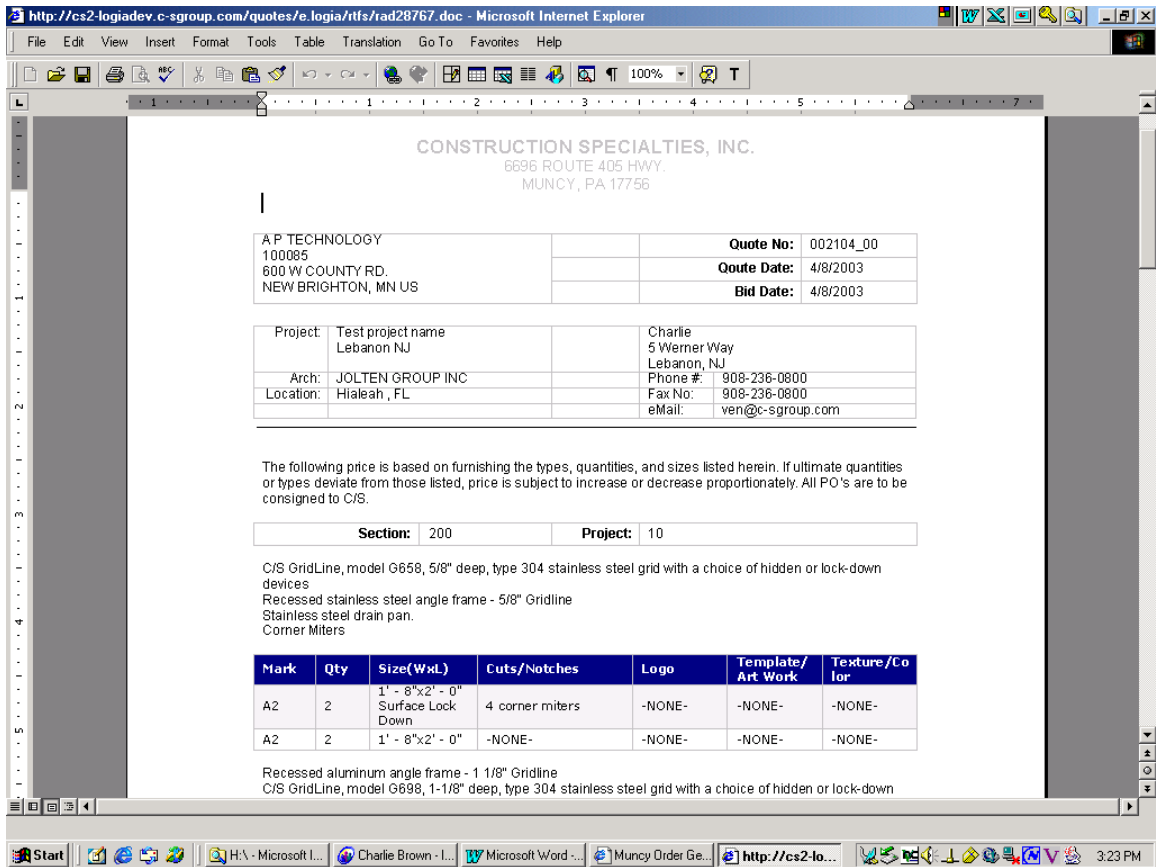 http://cs2-logiadev.c-sgroup.com/quotes/e.logia/rtfs/rad28767.doc - Microsoft Internet Explorer
File Edit View Insert Format Tools Table Translation Go To Favorites Help
100%
1 1 2 3 4 5 7
CONSTRUCTION SPECIALTIES, INC.
6696 ROUTE 405 HWY.
MUNCY, PA 17756
A P TECHNOLOGY
100085
600 W COUNTY RD.
NEW BRIGHTON, MN US
Quote No: 002104_00
Qoute Date: 4/8/2003
Bid Date: 4/8/2003
Project: Test project name
Lebanon NJ
Charlie
5 Werner Way
Lebanon, NJ
Arch: JOLTEN GROUP INC Phone #: 908-236-0800
Location: Hialeah , FL Fax No: 908-236-0800
eMail: ven@c-sgroup.com
The following price is based on furnishing the types, quantities, and sizes listed herein. If ultimate quantities
or types deviate from those listed, price is subject to increase or decrease proportionately. All PO's are to be
consigned to C/S.
Section: 200 Project: 10
C/S GridLine, model G658, 5/8" deep, type 304 stainless steel grid with a choice of hidden or lock-down
devices
Recessed stainless steel angle frame - 5/8" Gridline
Stainless steel drain pan.
Corner Miters
Mark Qty Size(WxL) Cuts/Notches Logo Template/ Art Work Texture/Co lor
A2 2 1' - 8"x2' - 0" Surface Lock Down 4 corner miters -NONE- -NONE- -NONE-
A2 2 1' - 8"x2' - 0" -NONE- -NONE- -NONE- -NONE-
Recessed aluminum angle frame - 1 1/8" Gridline
C/S GridLine, model G698, 1-1/8" deep, type 304 stainless steel grid with a choice of hidden or lock-down
Start H:\ - Microsoft I... Charlie Brown - I... Microsoft Word -... Muncy Order Ge... http://cs2-lo... 3:23 PM